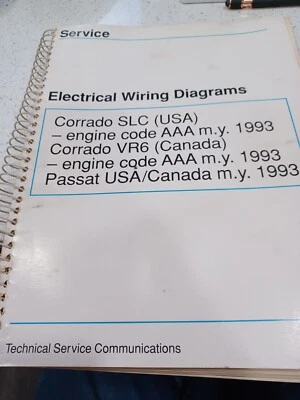 Service
Electrical Wiring Diagrams
Corrado SLC (USA)
– engine code AAA m.y. 1993
Corrado VR6 (Canada)
– engine code AAA m.y. 1993
Passat USA/Canada m.y. 1993
Technical Service Communications